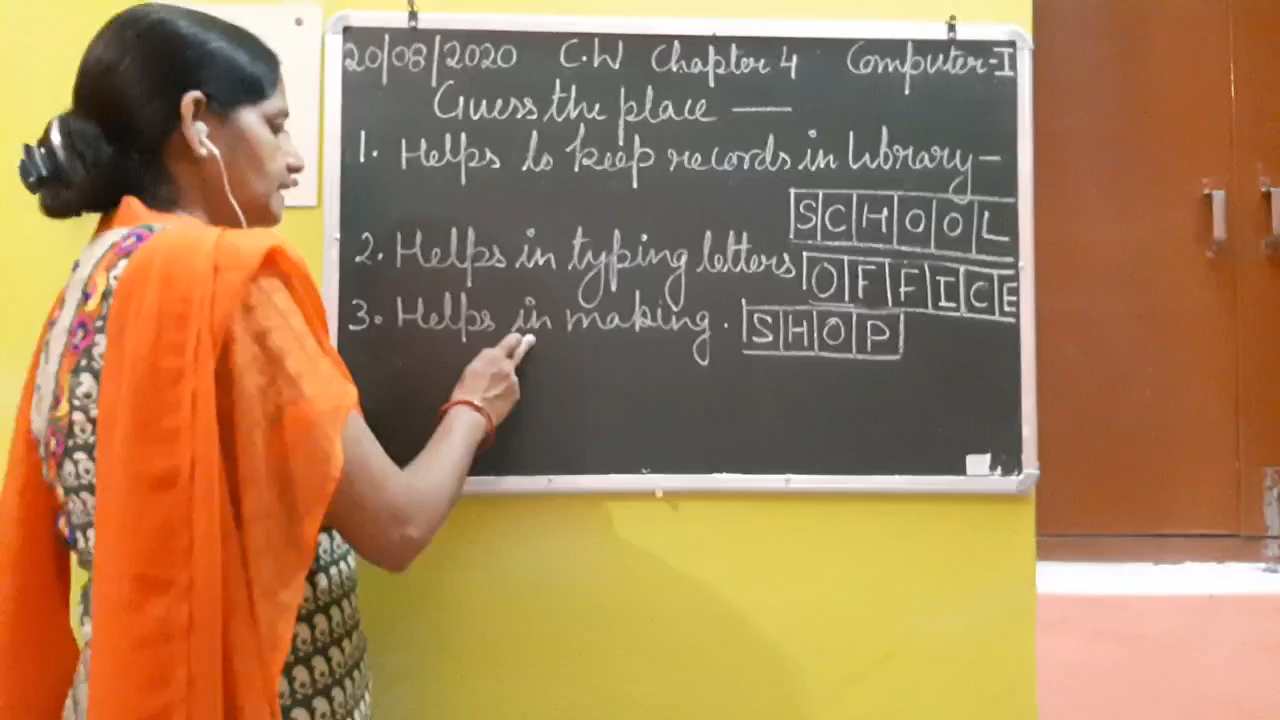 20/08/2020 C.W Chapter 4 Computer-I
Guess the place —
1. Helps to keep records in library-
SCHOOL
2. Helps in typing letters OFFICE
3. Helps in making. SHOP